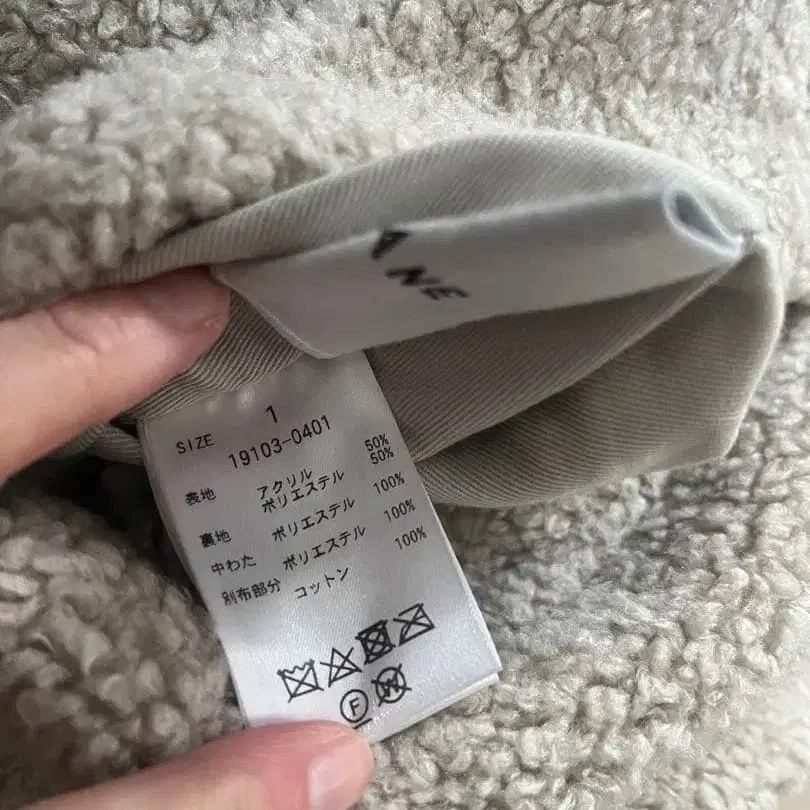 A
NE
SIZE 1
19103-0401
表地 アクリル 50%
ポリエステル 50%
裏地 ポリエステル 100%
中わた ポリエステル 100%
別布部分 コットン 100%
F
W